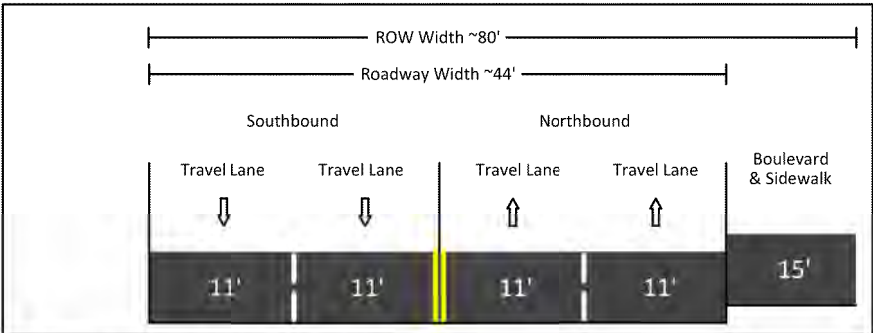 ROW Width ~80'
Roadway Width ~44'
Southbound
Northbound
Travel Lane
Travel Lane
Travel Lane
Travel Lane
Boulevard
& Sidewalk
11'
11'
11'
11'
15'